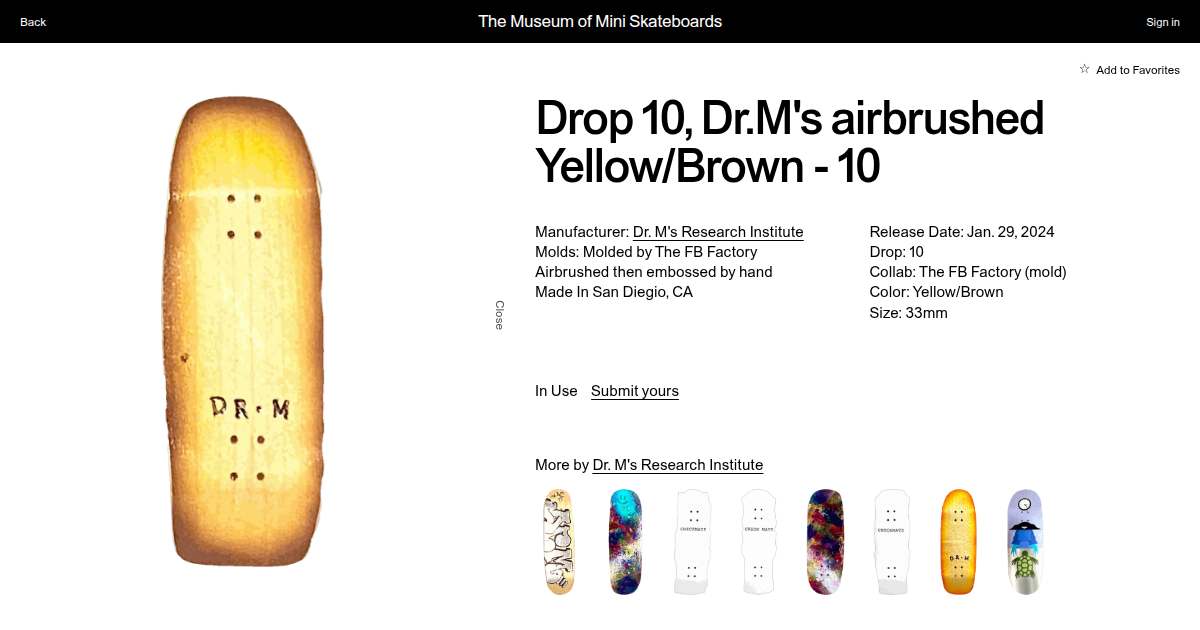 Back
The Museum of Mini Skateboards
Sign in
☆ Add to Favorites
Drop 10, Dr.M's airbrushed
Yellow/Brown - 10
Manufacturer: Dr. M's Research Institute
Molds: Molded by The FB Factory
Airbrushed then embossed by hand
Made In San Diegio, CA
Release Date: Jan. 29, 2024
Drop: 10
Collab: The FB Factory (mold)
Color: Yellow/Brown
Size: 33mm
Close
DR·M
In Use Submit yours
More by Dr. M's Research Institute
DR·M